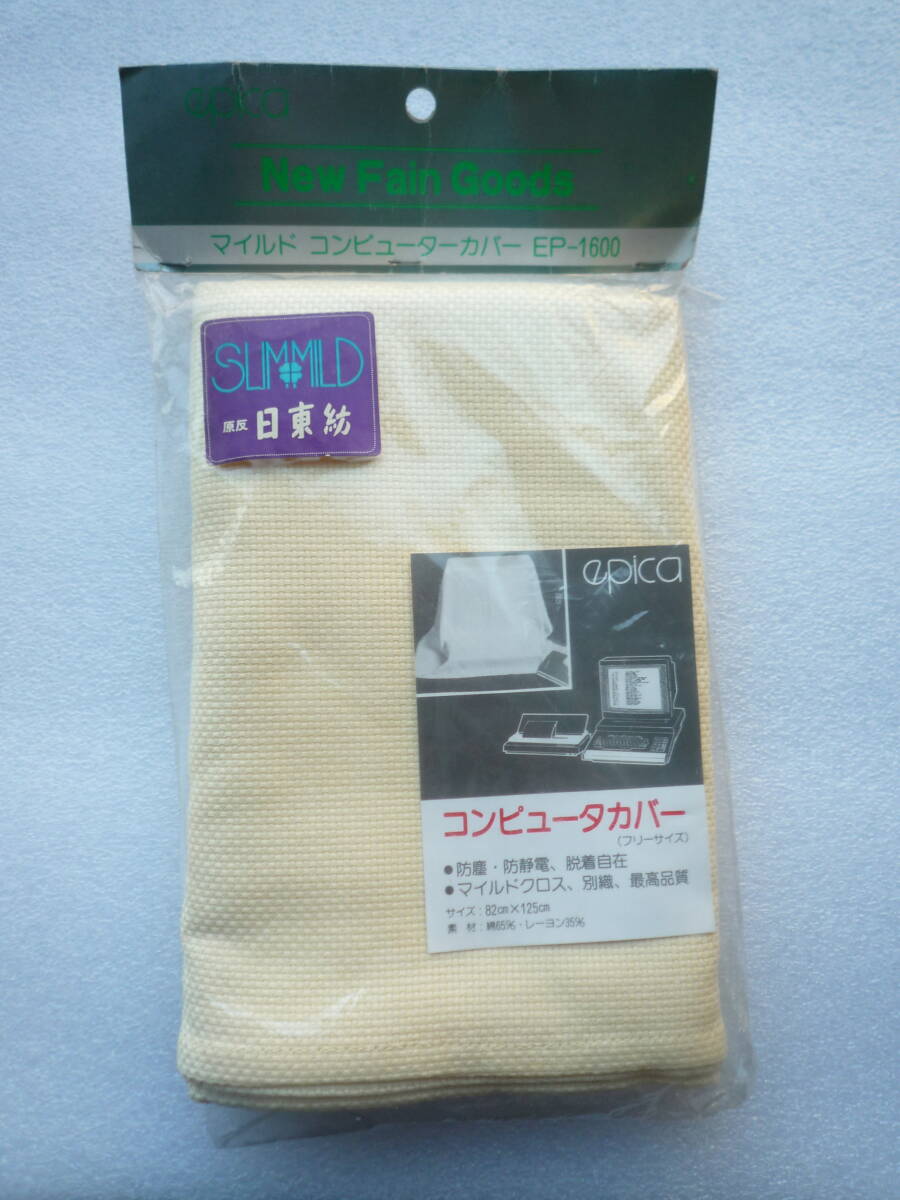 epica
New Fain Goods
マイルド コンピューターカバー EP-1600
SLIMMILD
原反 日東紡
epica
コンピュータカバー
(フリーサイズ)
●防塵・防静電、脱着自在
●マイルドクロス、別織、最高品質
サイズ：82cm×125cm
素 材：綿65%・レーヨン35%